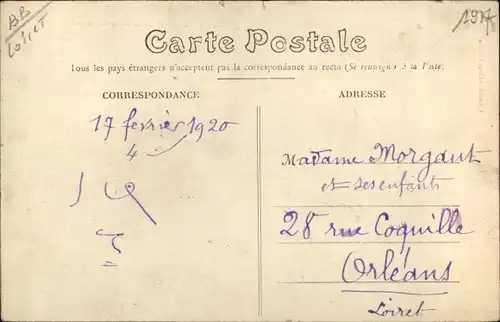 BB
Loiret
Carte Postale
Tous les pays étrangers n'acceptent pas la correspondance au recto (Se renseigner à la Poste)
CORRESPONDANCE
ADRESSE
17 février 1920
4
Madame Morgaut
et ses enfants
28 rue Coquille
Orléans
Loiret